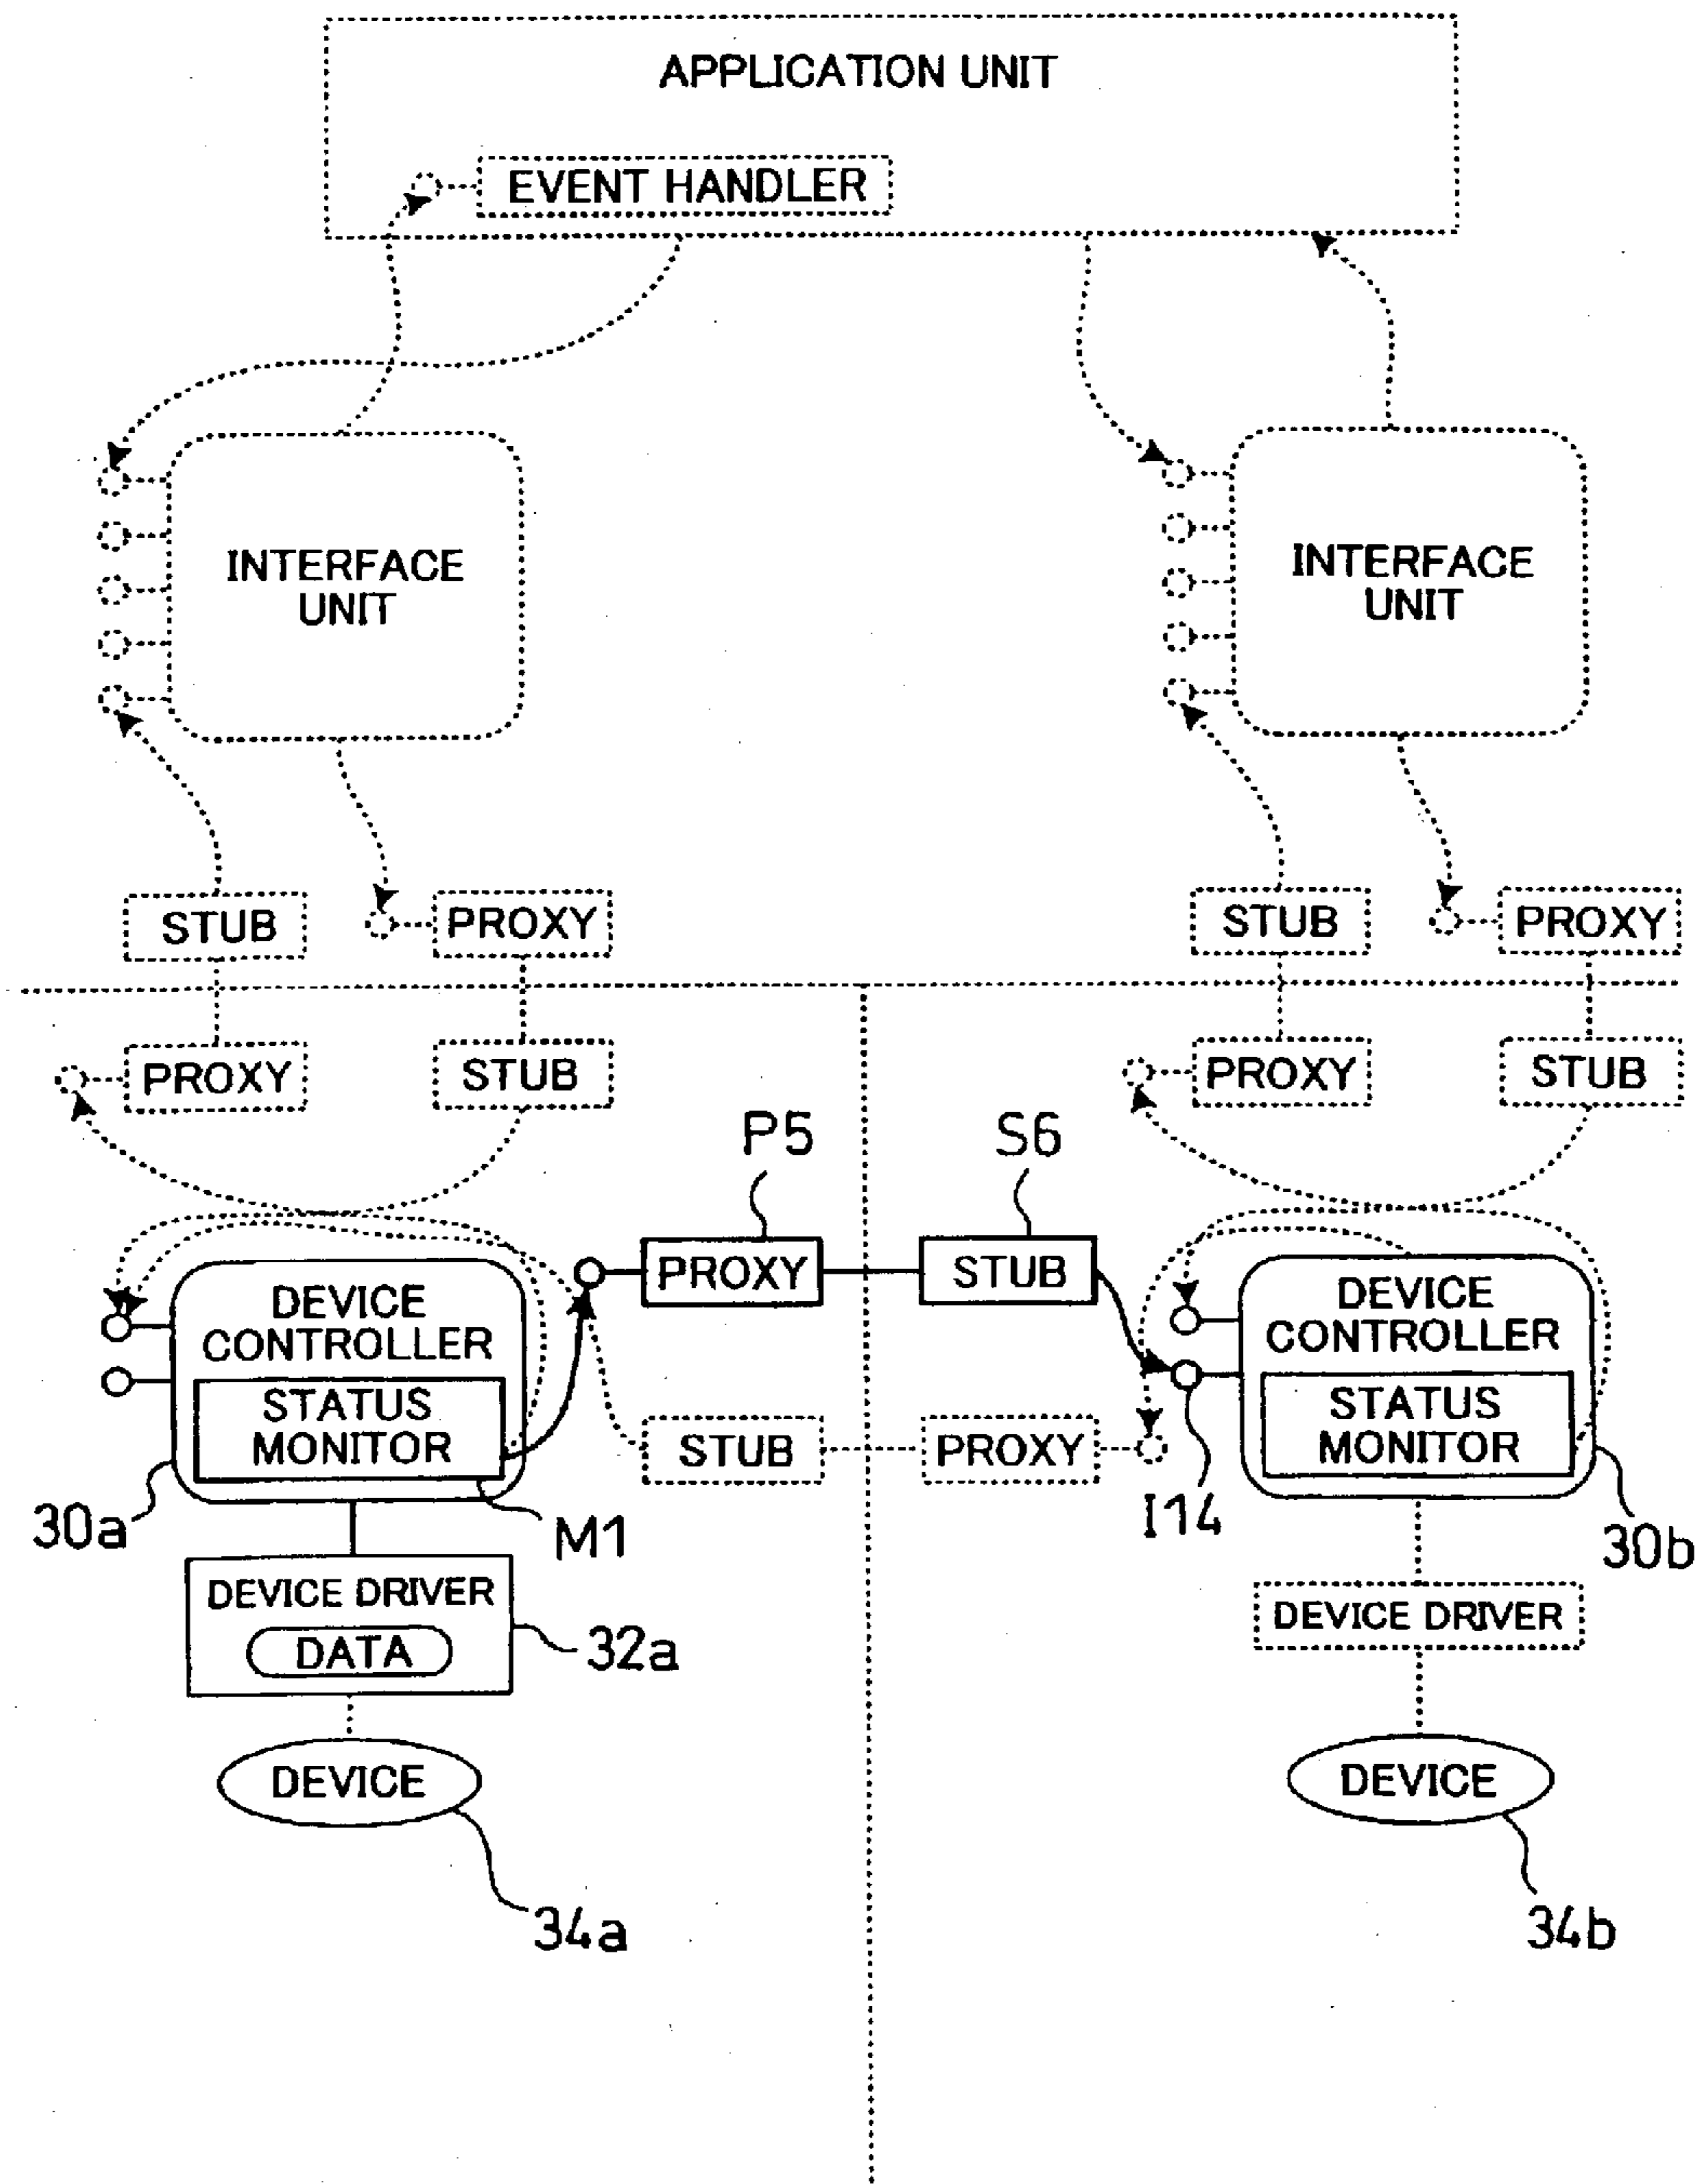 APPLICATION UNIT
EVENT HANDLER
INTERFACE
UNIT
INTERFACE
UNIT
STUB
PROXY
STUB
PROXY
PROXY
STUB
PROXY
STUB
P5
S6
PROXY
STUB
DEVICE
CONTROLLER
STATUS
MONITOR
DEVICE
CONTROLLER
STATUS
MONITOR
STUB
PROXY
30a
M1
I14
30b
DEVICE DRIVER
DATA
32a
DEVICE DRIVER
DEVICE
DEVICE
34a
34b